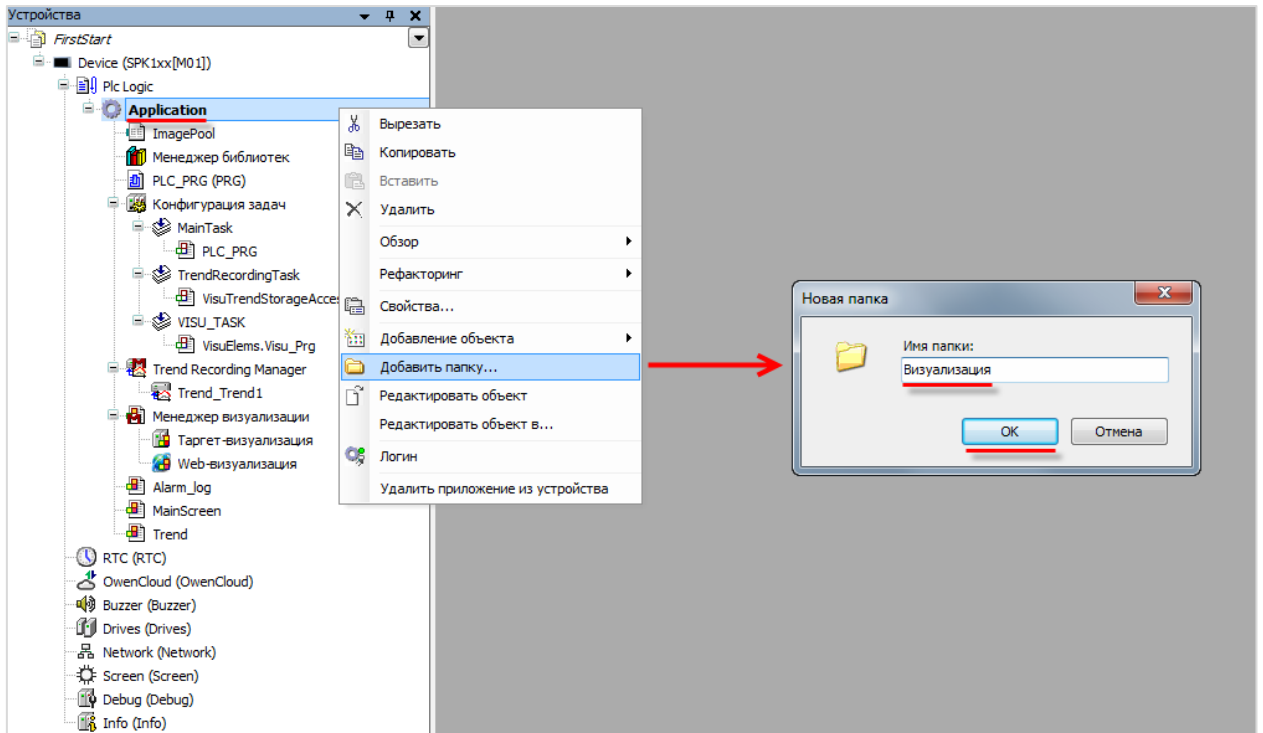 Устройства
FirstStart
Device (SPK1xx[M01])
Plc Logic
Application
ImagePool
Менеджер библиотек
PLC_PRG (PRG)
Конфигурация задач
MainTask
PLC_PRG
TrendRecordingTask
VisuTrendStorageAcce
VISU_TASK
VisuElems.Visu_Prg
Trend Recording Manager
Trend_Trend1
Менеджер визуализации
Таргет-визуализация
Web-визуализация
Alarm_log
MainScreen
Trend
RTC (RTC)
OwenCloud (OwenCloud)
Buzzer (Buzzer)
Drives (Drives)
Network (Network)
Screen (Screen)
Debug (Debug)
Info (Info)
Вырезать
Копировать
Вставить
Удалить
Обзор
Рефакторинг
Свойства...
Добавление объекта
Добавить папку...
Редактировать объект
Редактировать объект в...
Логин
Удалить приложение из устройства
Новая папка
Имя папки:
Визуализация
ОК
Отмена